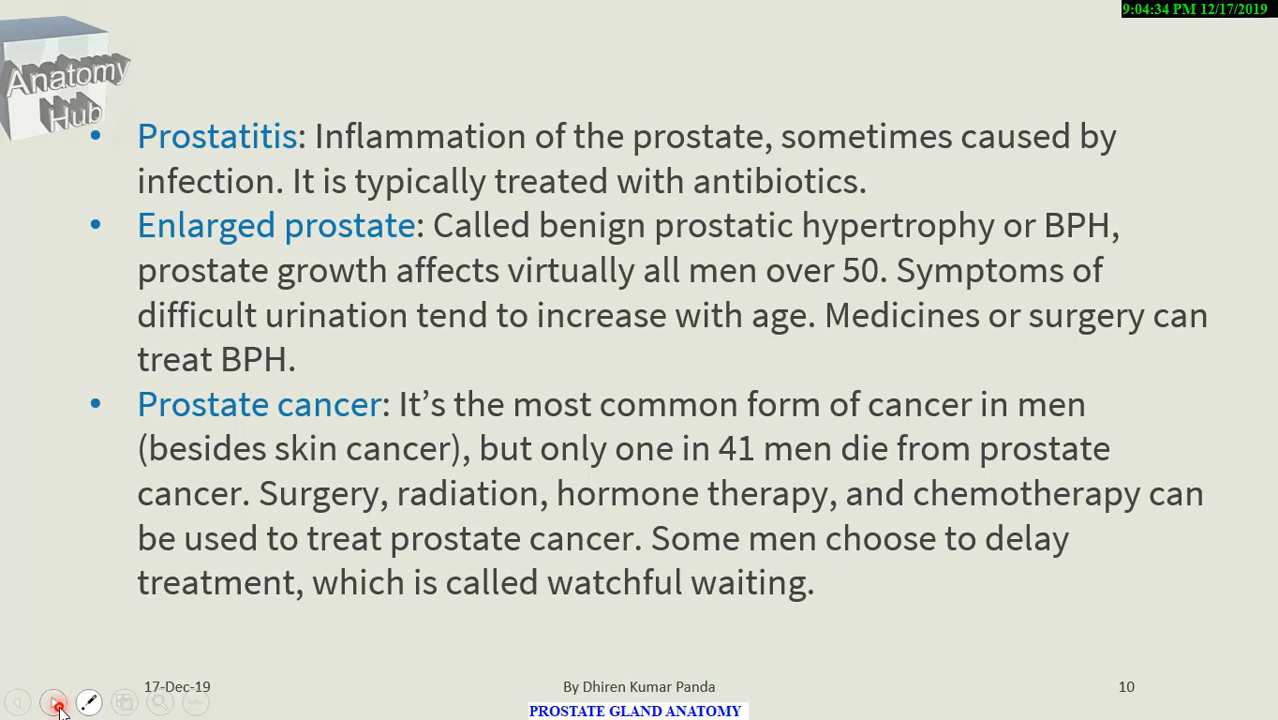 9:04:34 PM 12/17/2019
Anatomy
Hub
• Prostatitis: Inflammation of the prostate, sometimes caused by
infection. It is typically treated with antibiotics.
• Enlarged prostate: Called benign prostatic hypertrophy or BPH,
prostate growth affects virtually all men over 50. Symptoms of
difficult urination tend to increase with age. Medicines or surgery can
treat BPH.
• Prostate cancer: It’s the most common form of cancer in men
(besides skin cancer), but only one in 41 men die from prostate
cancer. Surgery, radiation, hormone therapy, and chemotherapy can
be used to treat prostate cancer. Some men choose to delay
treatment, which is called watchful waiting.
17-Dec-19 By Dhiren Kumar Panda 10
PROSTATE GLAND ANATOMY